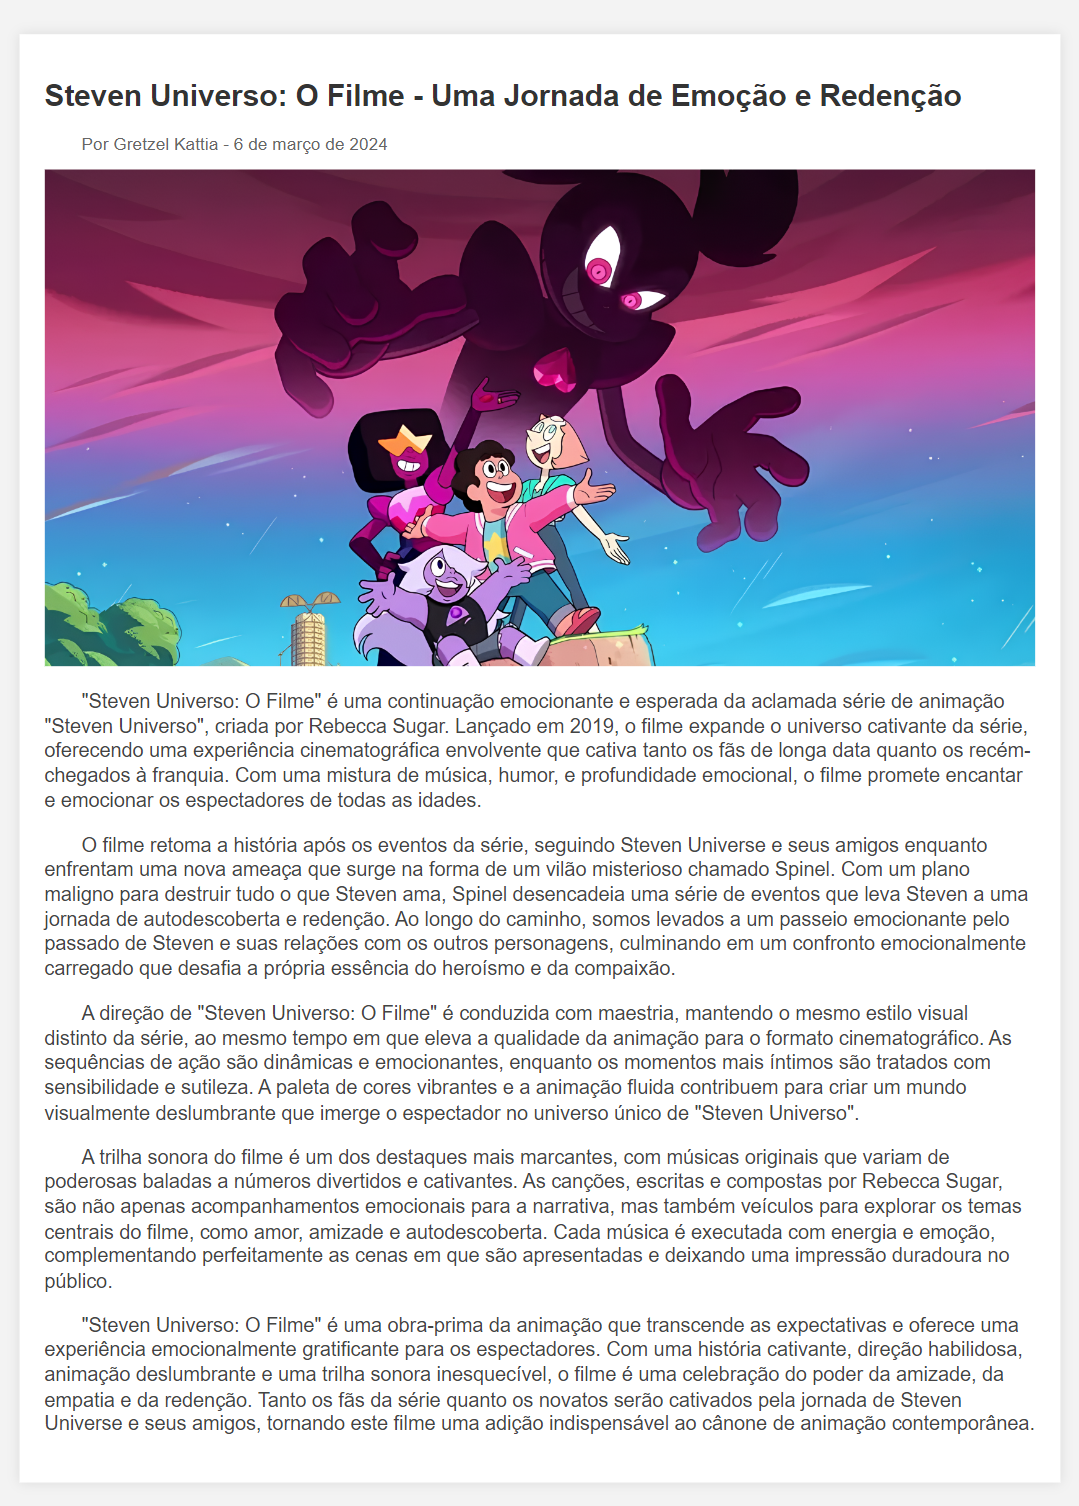 Steven Universo: O Filme - Uma Jornada de Emoção e Redenção
Por Gretzel Kattia - 6 de março de 2024
"Steven Universo: O Filme" é uma continuação emocionante e esperada da aclamada série de animação
"Steven Universo", criada por Rebecca Sugar. Lançado em 2019, o filme expande o universo cativante da série,
oferecendo uma experiência cinematográfica envolvente que cativa tanto os fãs de longa data quanto os recém-
chegados à franquia. Com uma mistura de música, humor, e profundidade emocional, o filme promete encantar
e emocionar os espectadores de todas as idades.
O filme retoma a história após os eventos da série, seguindo Steven Universe e seus amigos enquanto
enfrentam uma nova ameaça que surge na forma de um vilão misterioso chamado Spinel. Com um plano
maligno para destruir tudo o que Steven ama, Spinel desencadeia uma série de eventos que leva Steven a uma
jornada de autodescoberta e redenção. Ao longo do caminho, somos levados a um passeio emocionante pelo
passado de Steven e suas relações com os outros personagens, culminando em um confronto emocionalmente
carregado que desafia a própria essência do heroísmo e da compaixão.
A direção de "Steven Universo: O Filme" é conduzida com maestria, mantendo o mesmo estilo visual
distinto da série, ao mesmo tempo em que eleva a qualidade da animação para o formato cinematográfico. As
sequências de ação são dinâmicas e emocionantes, enquanto os momentos mais íntimos são tratados com
sensibilidade e sutileza. A paleta de cores vibrantes e a animação fluida contribuem para criar um mundo
visualmente deslumbrante que imerge o espectador no universo único de "Steven Universo".
A trilha sonora do filme é um dos destaques mais marcantes, com músicas originais que variam de
poderosas baladas a números divertidos e cativantes. As canções, escritas e compostas por Rebecca Sugar,
são não apenas acompanhamentos emocionais para a narrativa, mas também veículos para explorar os temas
centrais do filme, como amor, amizade e autodescoberta. Cada música é executada com energia e emoção,
complementando perfeitamente as cenas em que são apresentadas e deixando uma impressão duradoura no
público.
"Steven Universo: O Filme" é uma obra-prima da animação que transcende as expectativas e oferece uma
experiência emocionalmente gratificante para os espectadores. Com uma história cativante, direção habilidosa,
animação deslumbrante e uma trilha sonora inesquecível, o filme é uma celebração do poder da amizade, da
empatia e da redenção. Tanto os fãs da série quanto os novatos serão cativados pela jornada de Steven
Universe e seus amigos, tornando este filme uma adição indispensável ao cânone de animação contemporânea.